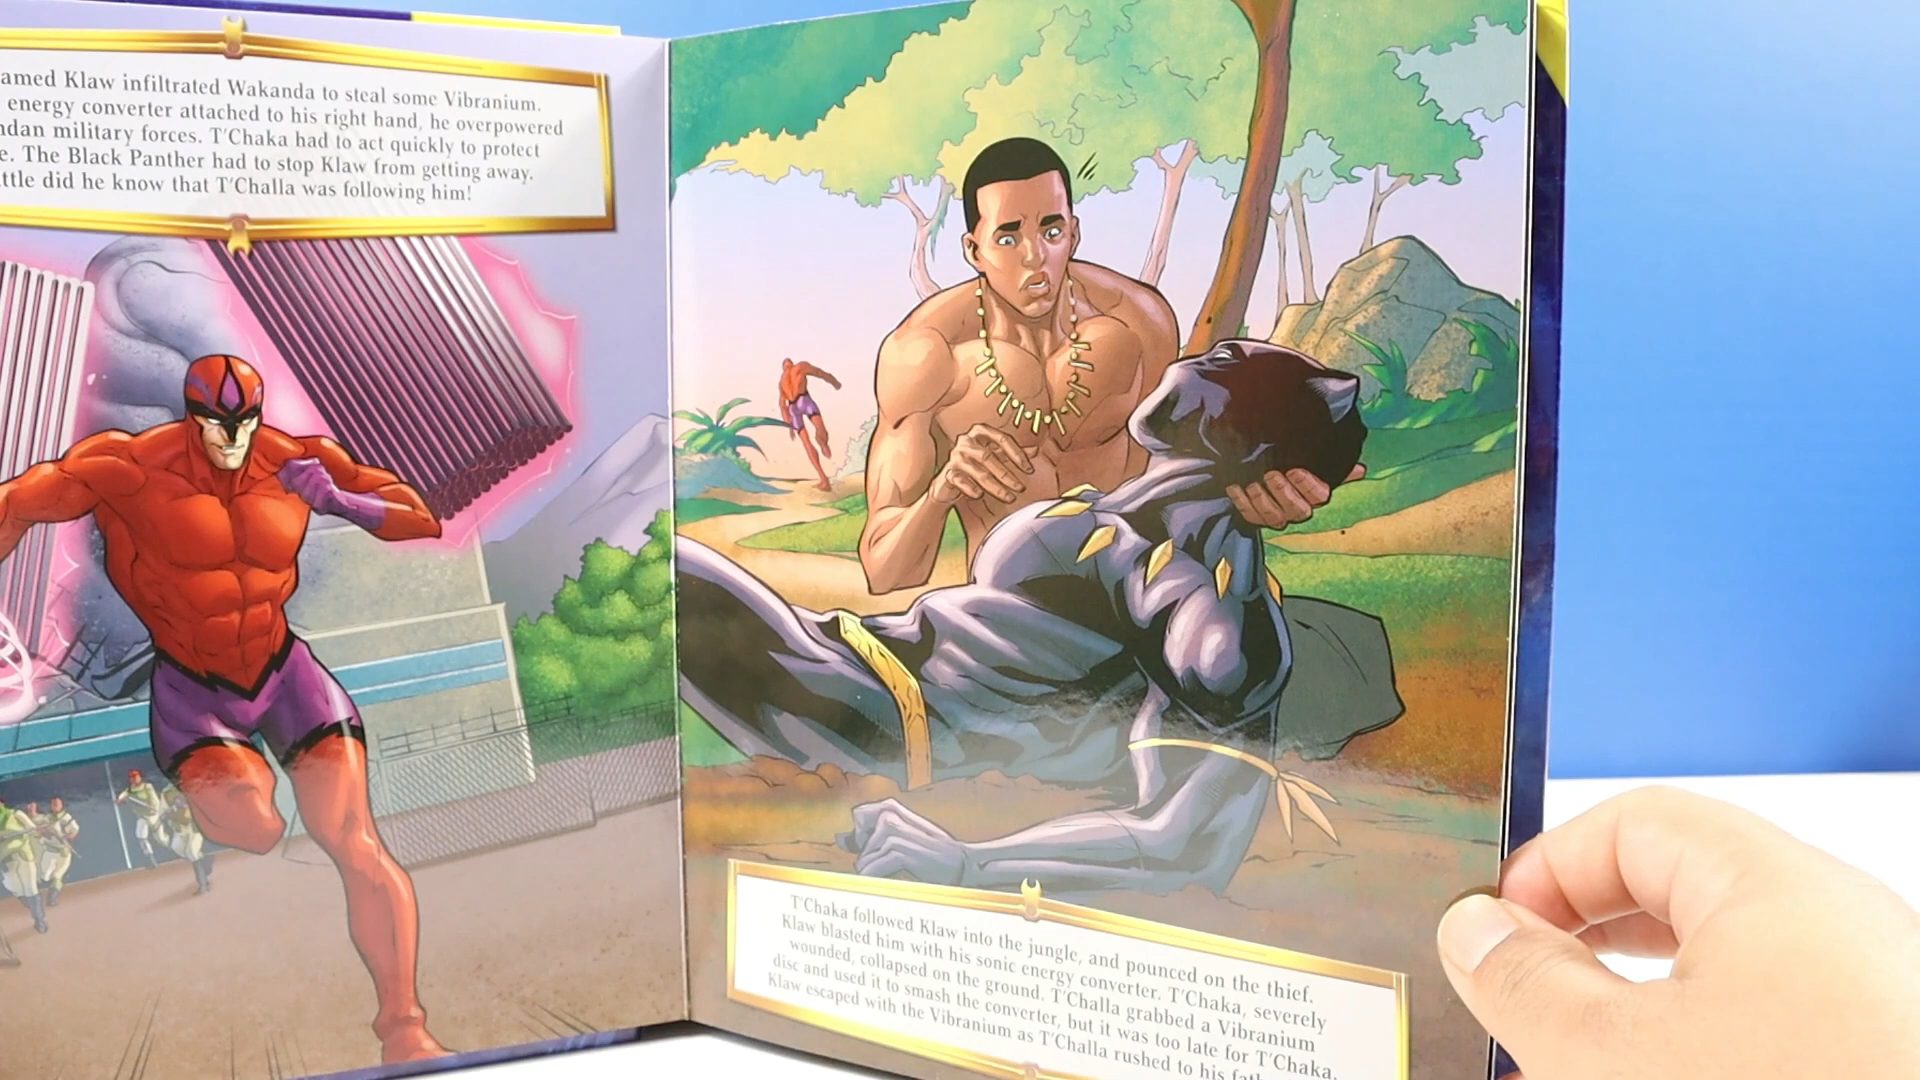 amed Klaw infiltrated Wakanda to steal some Vibranium.
energy converter attached to his right hand, he overpowered
ndan military forces. T'Chaka had to act quickly to protect
e. The Black Panther had to stop Klaw from getting away.
ttle did he know that T'Challa was following him!
T'Chaka followed Klaw into the jungle, and pounced on the thief.
Klaw blasted him with his sonic energy converter. T'Chaka, severely
wounded, collapsed on the ground. T'Challa grabbed a Vibranium
disc and used it to smash the converter, but it was too late for T'Chaka.
Klaw escaped with the Vibranium as T'Challa rushed to his fath